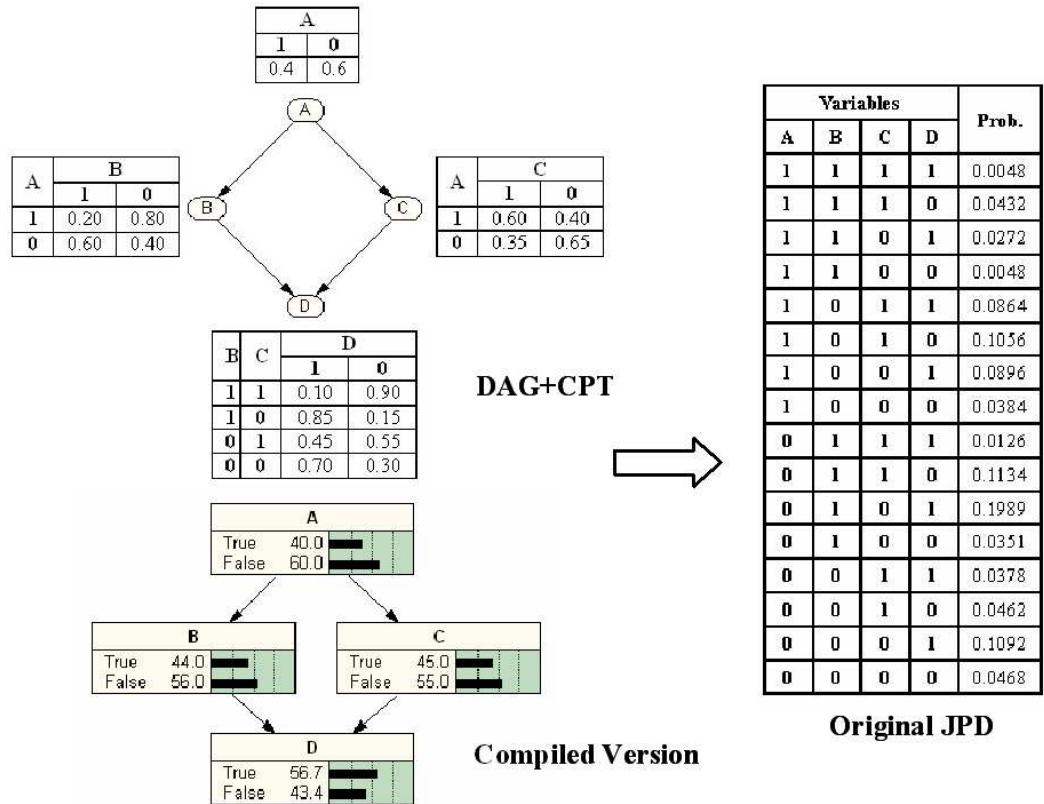 A
1 0
0.4 0.6
A
A B
1 0
1 0.20 0.80
0 0.60 0.40
B
C
A C
1 0
1 0.60 0.40
0 0.35 0.65
D
B C D
1 0
1 1 0.10 0.90
1 0 0.85 0.15
0 1 0.45 0.55
0 0 0.70 0.30
DAG+CPT
A
True 40.0
False 60.0
B
True 44.0
False 56.0
C
True 45.0
False 55.0
D
True 56.7
False 43.4
Compiled Version
Variables Prob.
A B C D
1 1 1 1 0.0048
1 1 1 0 0.0432
1 1 0 1 0.0272
1 1 0 0 0.0048
1 0 1 1 0.0864
1 0 1 0 0.1056
1 0 0 1 0.0896
1 0 0 0 0.0384
0 1 1 1 0.0126
0 1 1 0 0.1134
0 1 0 1 0.1989
0 1 0 0 0.0351
0 0 1 1 0.0378
0 0 1 0 0.0462
0 0 0 1 0.1092
0 0 0 0 0.0468
Original JPD